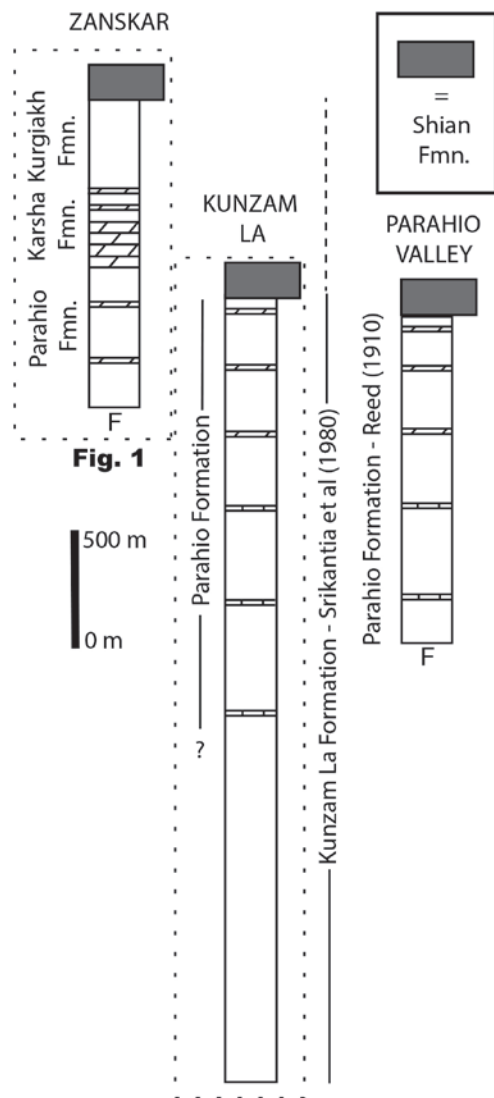 ZANSKAR
Kurgiakh
Fmn.
Karsha
Fmn.
Parahio
Fmn.
F
Fig. 1
500 m
0 m
KUNZAM
LA
Parahio Formation
?
Kunzam La Formation - Srikantia et al (1980)
=
Shian
Fmn.
PARAHIO
VALLEY
Parahio Formation - Reed (1910)
F